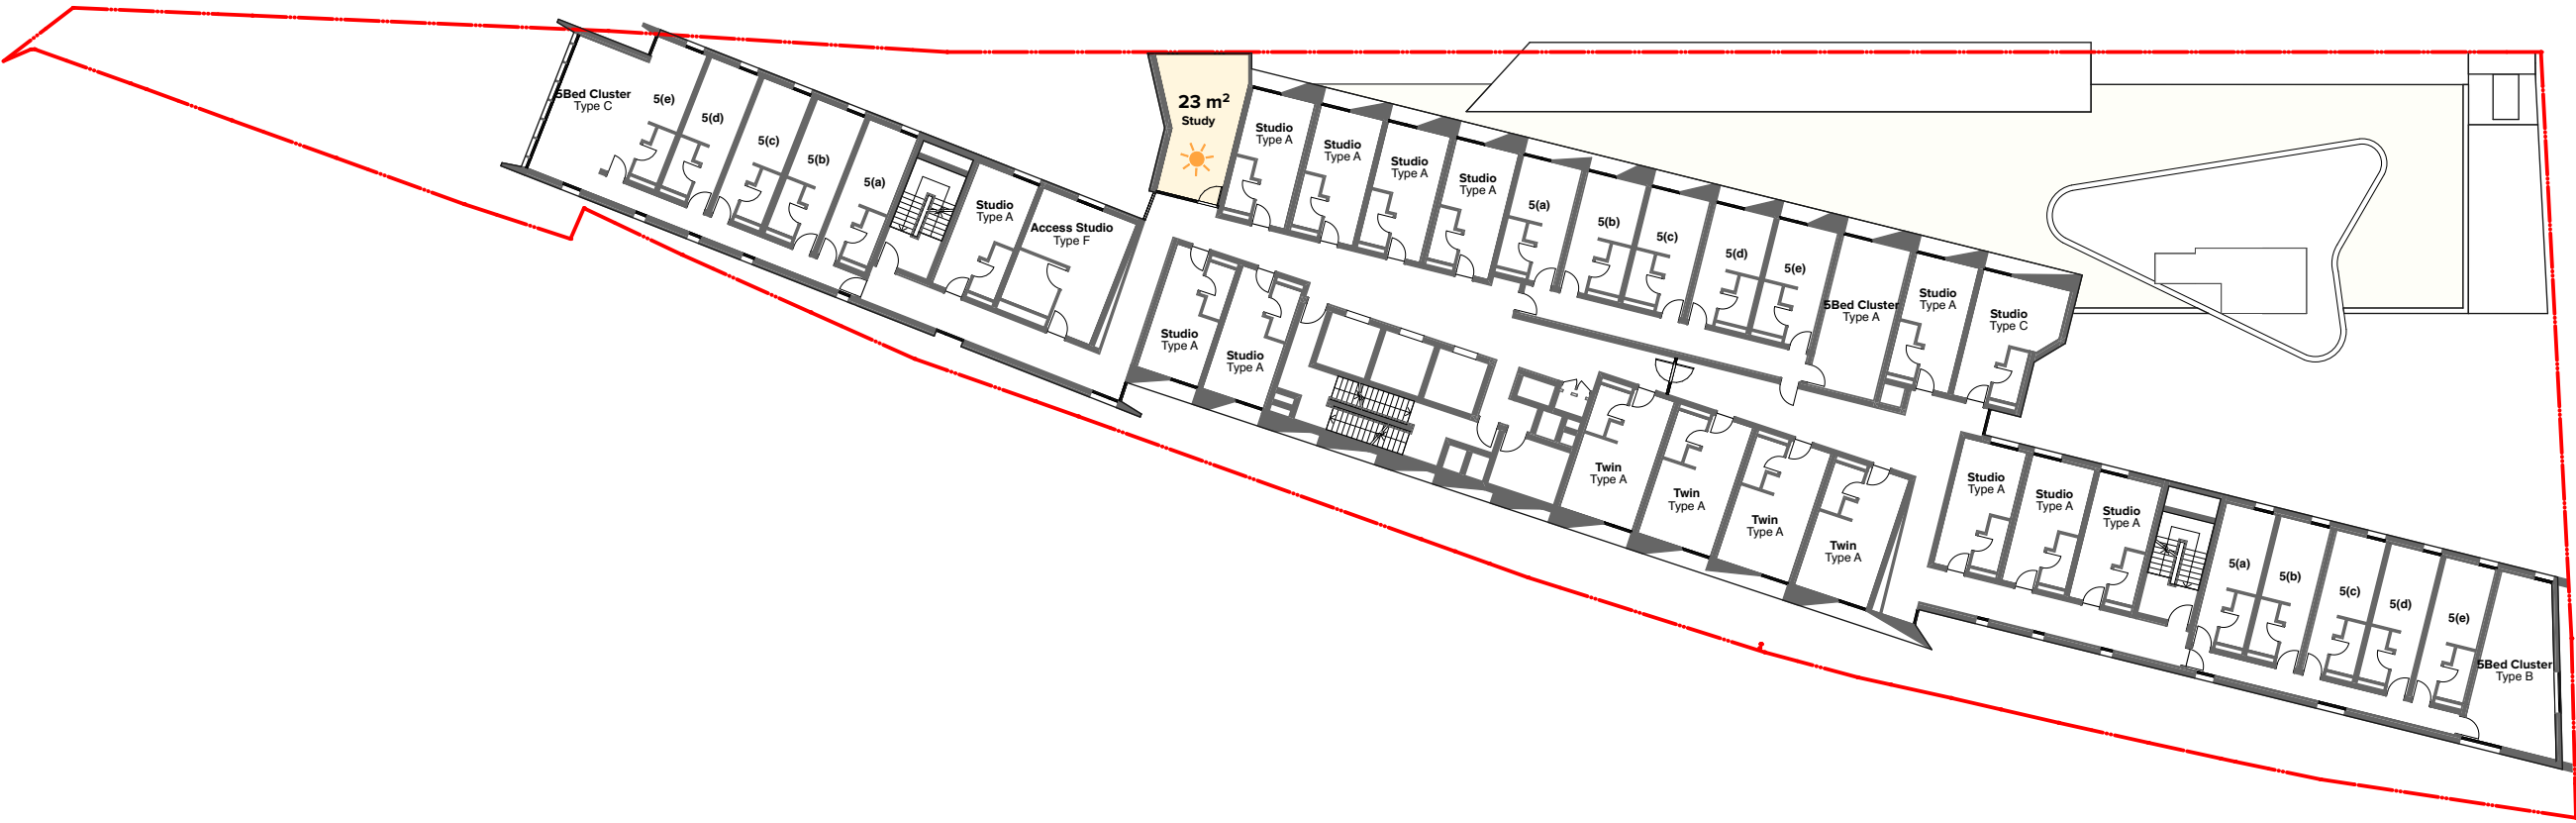 5Bed Cluster
Type C
5(e)
5(d)
5(c)
5(b)
5(a)
Studio
Type A
Access Studio
Type F
23 m²
Study
Studio
Type A
Studio
Type A
Studio
Type A
Studio
Type A
5(a)
5(b)
5(c)
5(d)
5(e)
5Bed Cluster
Type A
Studio
Type A
Studio
Type C
Studio
Type A
Studio
Type A
Twin
Type A
Twin
Type A
Twin
Type A
Twin
Type A
Studio
Type A
Studio
Type A
Studio
Type A
5(a)
5(b)
5(c)
5(d)
5(e)
5Bed Cluster
Type B